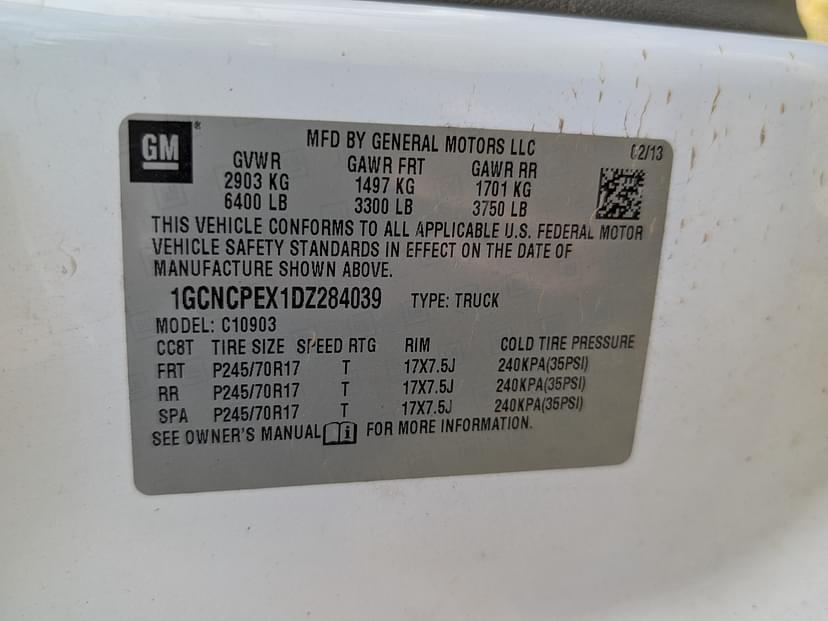 GM®
MFD BY GENERAL MOTORS LLC 02/13
GVWR GAWR FRT GAWR RR
2903 KG 1497 KG 1701 KG
6400 LB 3300 LB 3750 LB
THIS VEHICLE CONFORMS TO ALL APPLICABLE U.S. FEDERAL MOTOR
VEHICLE SAFETY STANDARDS IN EFFECT ON THE DATE OF
MANUFACTURE SHOWN ABOVE.
1GCNCPEX1DZ284039 TYPE: TRUCK
MODEL: C10903
CC8T TIRE SIZE SPEED RTG RIM COLD TIRE PRESSURE
FRT P245/70R17 T 17X7.5J 240KPA(35PSI)
RR P245/70R17 T 17X7.5J 240KPA(35PSI)
SPA P245/70R17 T 17X7.5J 240KPA(35PSI)
SEE OWNER'S MANUAL FOR MORE INFORMATION.